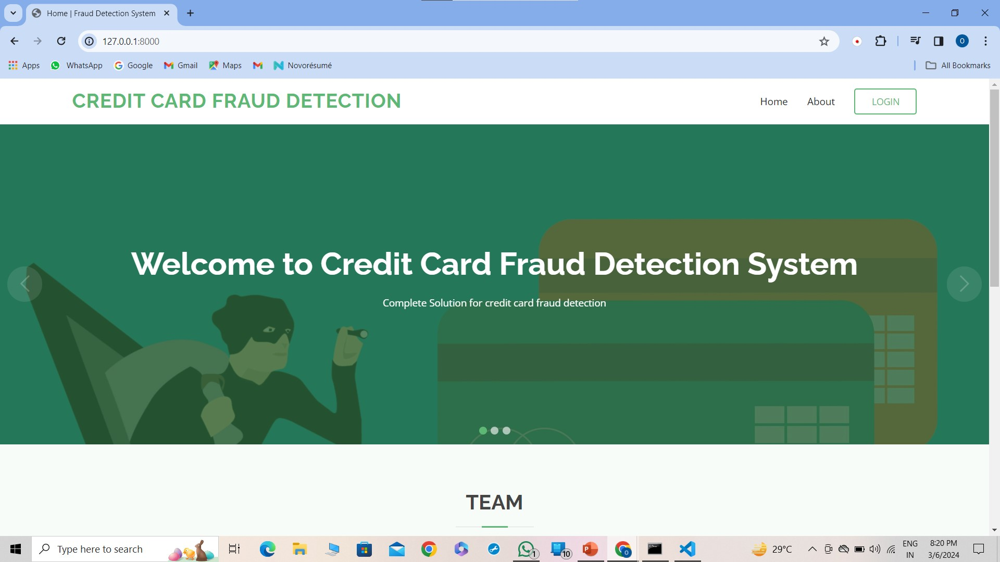 Home | Fraud Detection System
127.0.0.1:8000
O
Apps
WhatsApp
Google
Gmail
Maps
Novorésumé
All Bookmarks
CREDIT CARD FRAUD DETECTION
Home
About
LOGIN
Welcome to Credit Card Fraud Detection System
Complete Solution for credit card fraud detection
TEAM
Type here to search
1
10
P
O
29°C
ENG
IN
8:20 PM
3/6/2024